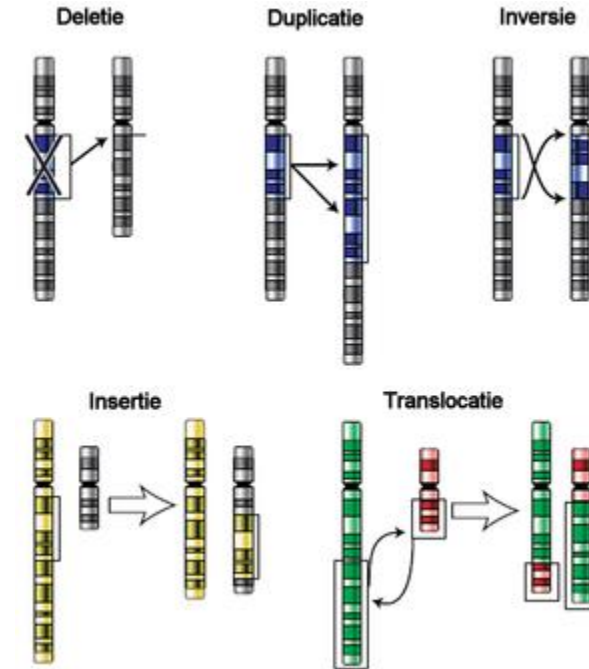 Deletie
Duplicatie
Inversie
Insertie
Translocatie